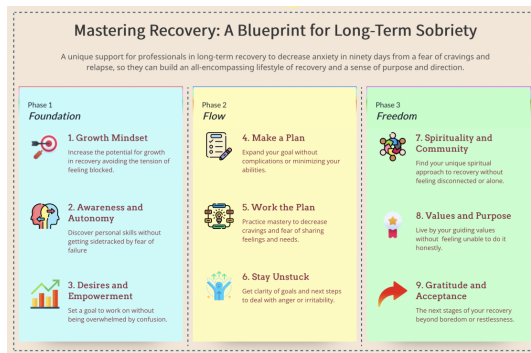 Mastering Recovery: A Blueprint for Long-Term Sobriety
A unique support for professionals in long-term recovery to decrease anxiety in ninety days from a fear of cravings and
relapse, so they can build an all-encompassing lifestyle of recovery and a sense of purpose and direction.
Phase 1
Foundation
1. Growth Mindset
Increase the potential for growth
in recovery avoiding the tension of
feeling blocked.
2. Awareness and
Autonomy
Discover personal skills without
getting sidetracked by fear of
failure
3. Desires and
Empowerment
Set a goal to work on without
being overwhelmed by confusion.
Phase 2
Flow
4. Make a Plan
Expand your goal without
complications or minimizing your
abilities.
5. Work the Plan
Practice mastery to decrease
cravings and fear of sharing
feelings and needs.
6. Stay Unstuck
Get clarity of goals and next steps
to deal with anger or irritability.
Phase 3
Freedom
7. Spirituality and
Community
Find your unique spiritual
approach to recovery without
feeling disconnected or alone.
8. Values and Purpose
Live by your guiding values
without feeling unable to do it
honestly.
9. Gratitude and
Acceptance
The next stages of your recovery
beyond boredom or restlessness.